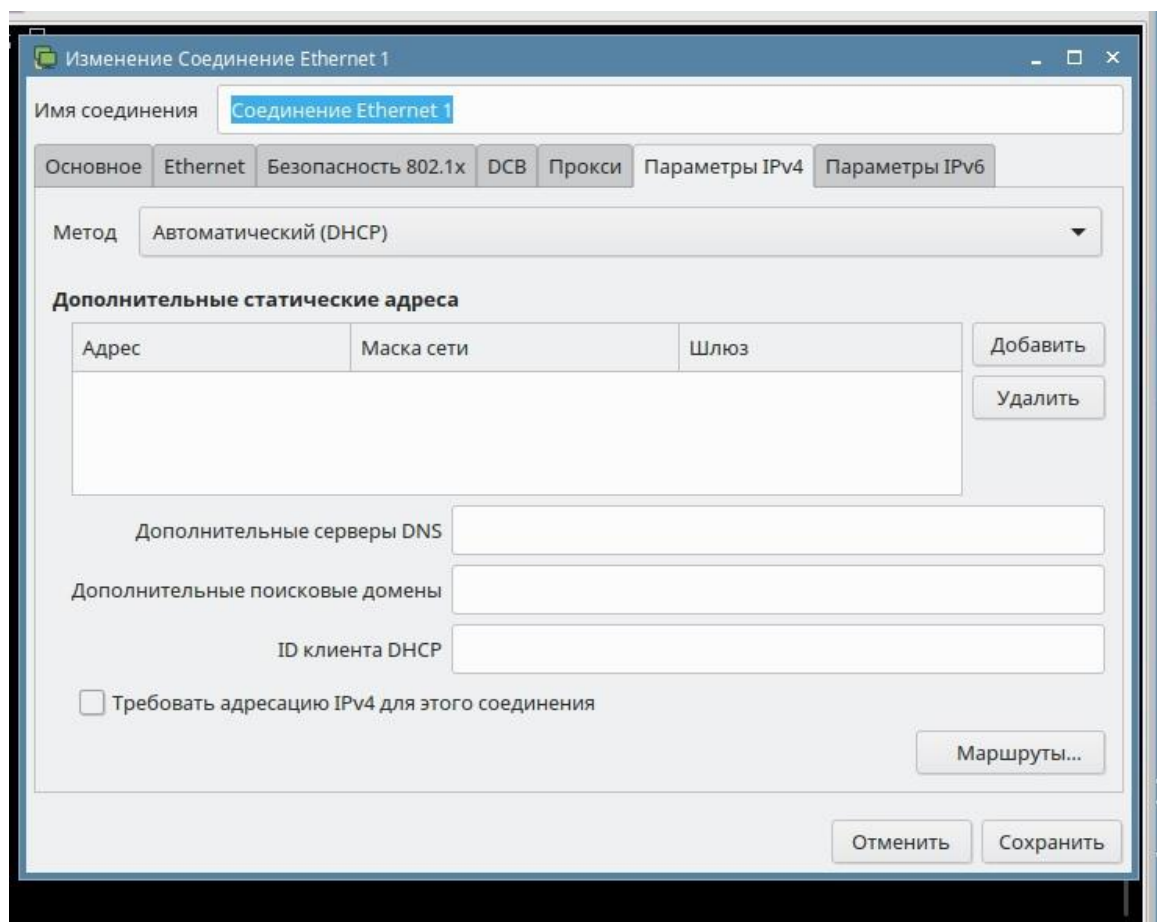 Изменение Соединение Ethernet 1
Имя соединения Соединение Ethernet 1
Основное Ethernet Безопасность 802.1x DCB Прокси Параметры IPv4 Параметры IPv6
Метод Автоматический (DHCP)
Дополнительные статические адреса
Адрес Маска сети Шлюз Добавить
Удалить
Дополнительные серверы DNS
Дополнительные поисковые домены
ID клиента DHCP
Требовать адресацию IPv4 для этого соединения
Маршруты...
Отменить Сохранить